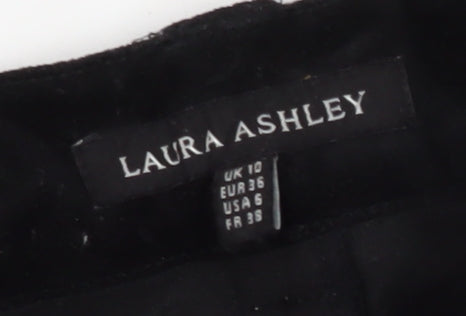 LAURA ASHLEY
UK 10
EUR 36
USA 6
FR 38